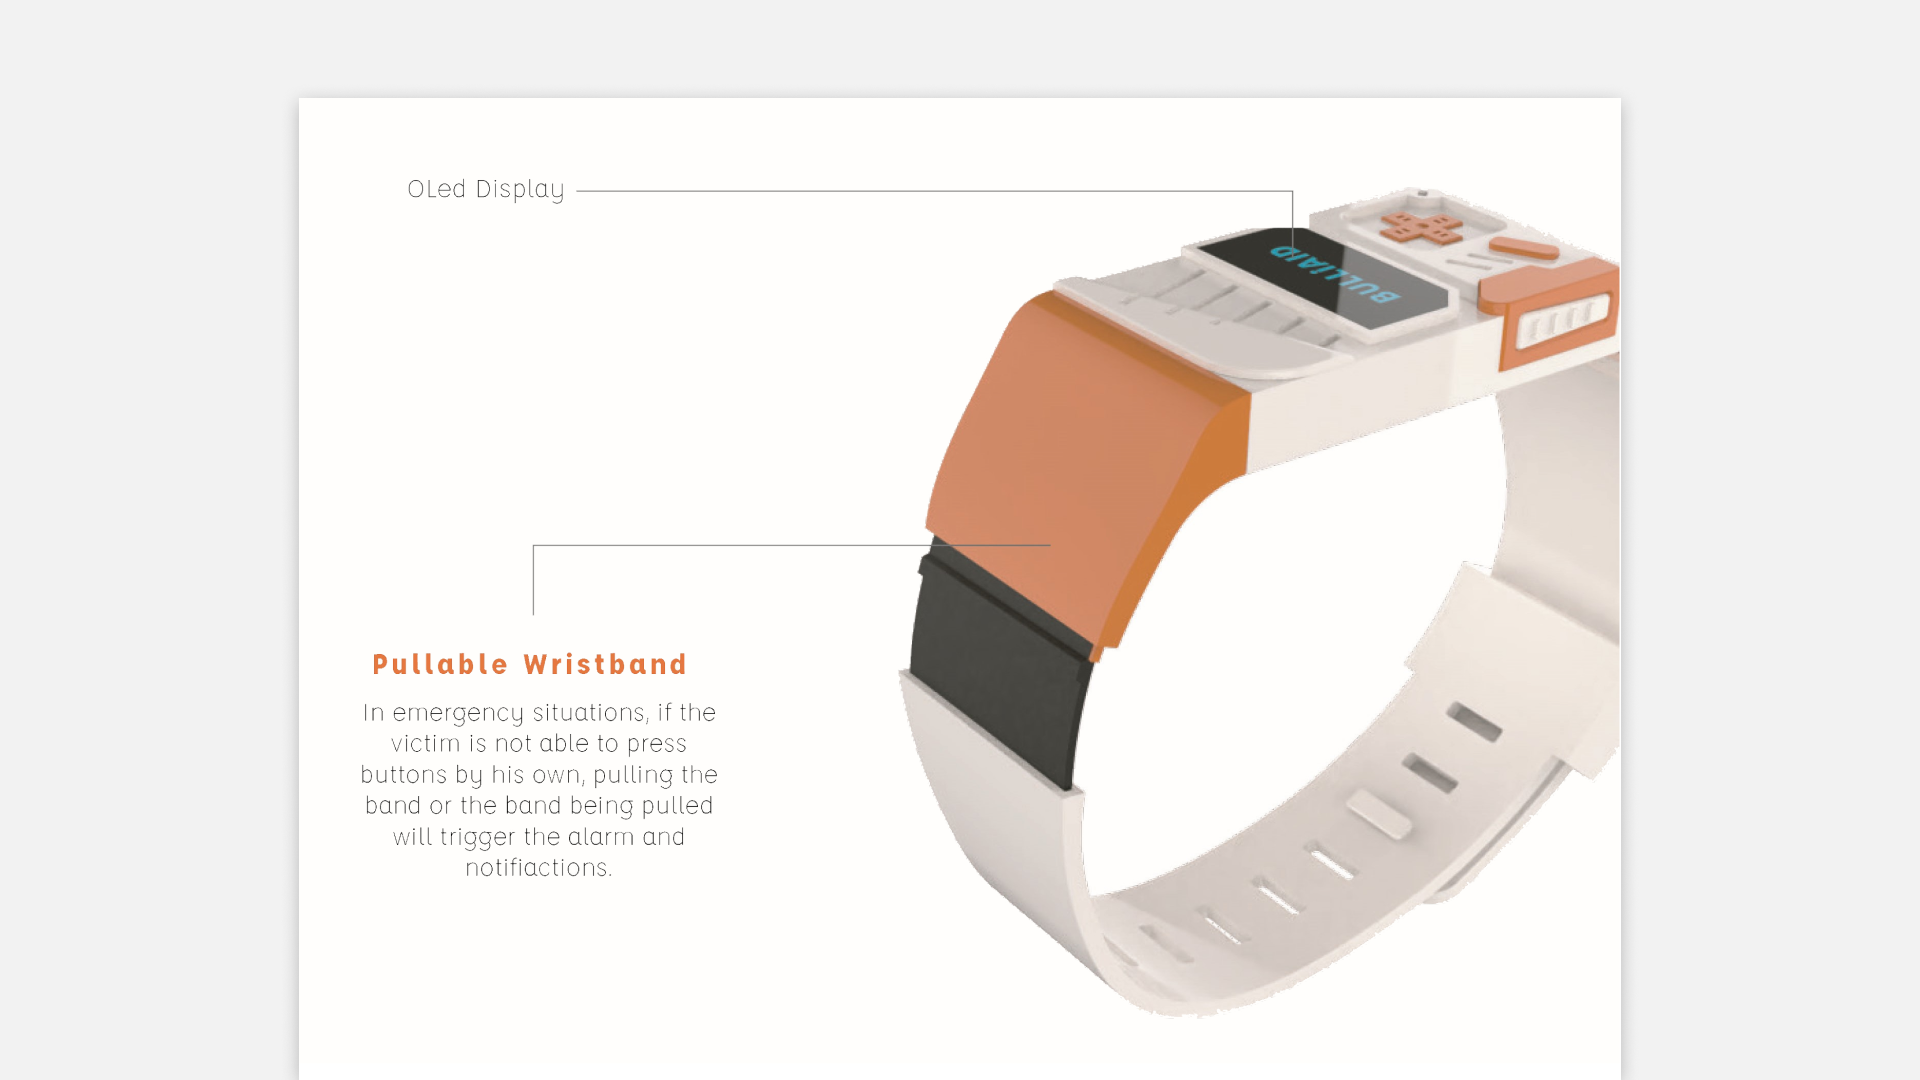 OLed Display
BULLIAID
Pullable Wristband
In emergency situations, if the
victim is not able to press
buttons by his own, pulling the
band or the band being pulled
will trigger the alarm and
notifiactions.